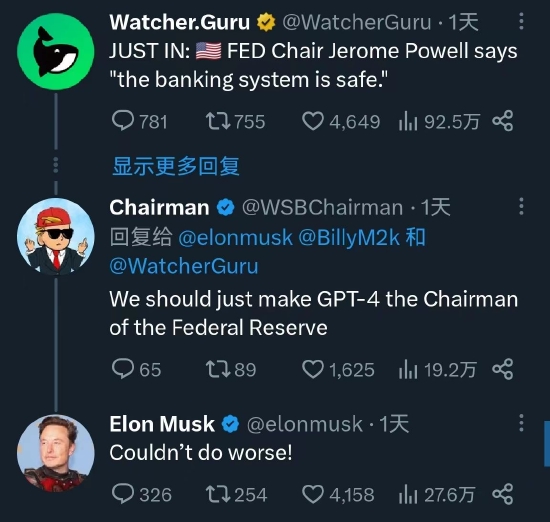 Watcher.Guru @WatcherGuru · 1天
JUST IN: 🇺🇸 FED Chair Jerome Powell says
"the banking system is safe."
781 755 4,649 92.5万
显示更多回复
Chairman @WSBChairman · 1天
回复给 @elonmusk @BillyM2k 和
@WatcherGuru
We should just make GPT-4 the Chairman
of the Federal Reserve
65 89 1,625 19.2万
Elon Musk @elonmusk · 1天
Couldn’t do worse!
326 254 4,158 27.6万